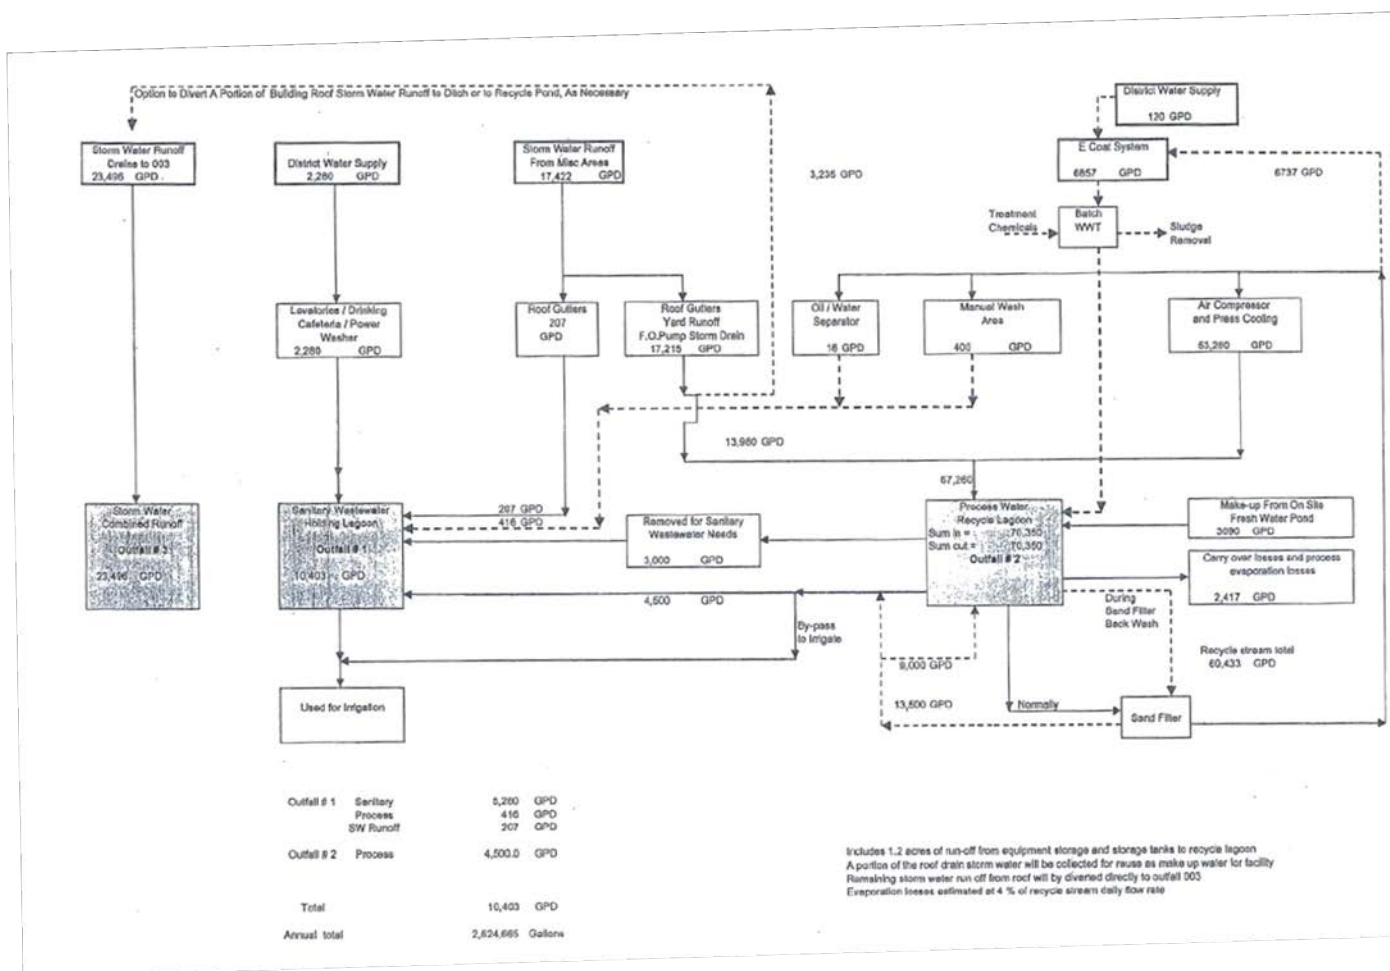 Option to Divert A Portion of Building Roof Storm Water Runoff to Ditch or to Recycle Pond, As Necessary
District Water Supply
120 GPD
Storm Water Runoff
Drains to 003
23,496 GPD
District Water Supply
2,280 GPD
Storm Water Runoff
From Misc Areas
17,422 GPD
3,235 GPD
E Coat System
6857 GPD
6737 GPD
Treatment
Chemicals
Batch
WWT
Sludge
Removal
Lavatories / Drinking
Cafeteria / Power
Washer
2,280 GPD
Roof Gutters
207
GPD
Roof Gutters
Yard Runoff
F.O.Pump Storm Drain
17,215 GPD
Oil / Water
Separator
16 GPD
Manual Wash
Area
400 GPD
Air Compressor
and Press Cooling
53,280 GPD
13,980 GPD
67,260
Storm Water
Combined Runoff
Outfall # 3
23,496 GPD
Sanitary Wastewater
Holding Lagoon
Outfall # 1
10,403 GPD
207 GPD
416 GPD
Removed for Sanitary
Wastewater Needs
3,000 GPD
Process Water
Recycle Lagoon
Sum in = 70,350
Sum out = 70,350
Outfall # 2
Make-up From On Site
Fresh Water Pond
3090 GPD
Carry over losses and process
evaporation losses
2,417 GPD
4,500 GPD
By-pass
to Irrigate
During
Sand Filter
Back Wash
Recycle stream total
60,433 GPD
9,000 GPD
13,500 GPD
Normally
Sand Filter
Used for Irrigation
Outfall # 1 Sanitary 5,280 GPD
Process 416 GPD
SW Runoff 207 GPD
Outfall # 2 Process 4,500.0 GPD
Total 10,403 GPD
Annual total 2,624,665 Gallons
Includes 1.2 acres of run-off from equipment storage and storage tanks to recycle lagoon
A portion of the roof drain storm water will be collected for reuse as make up water for facility
Remaining storm water run off from roof will by diverted directly to outfall 003
Evaporation losses estimated at 4 % of recycle stream daily flow rate